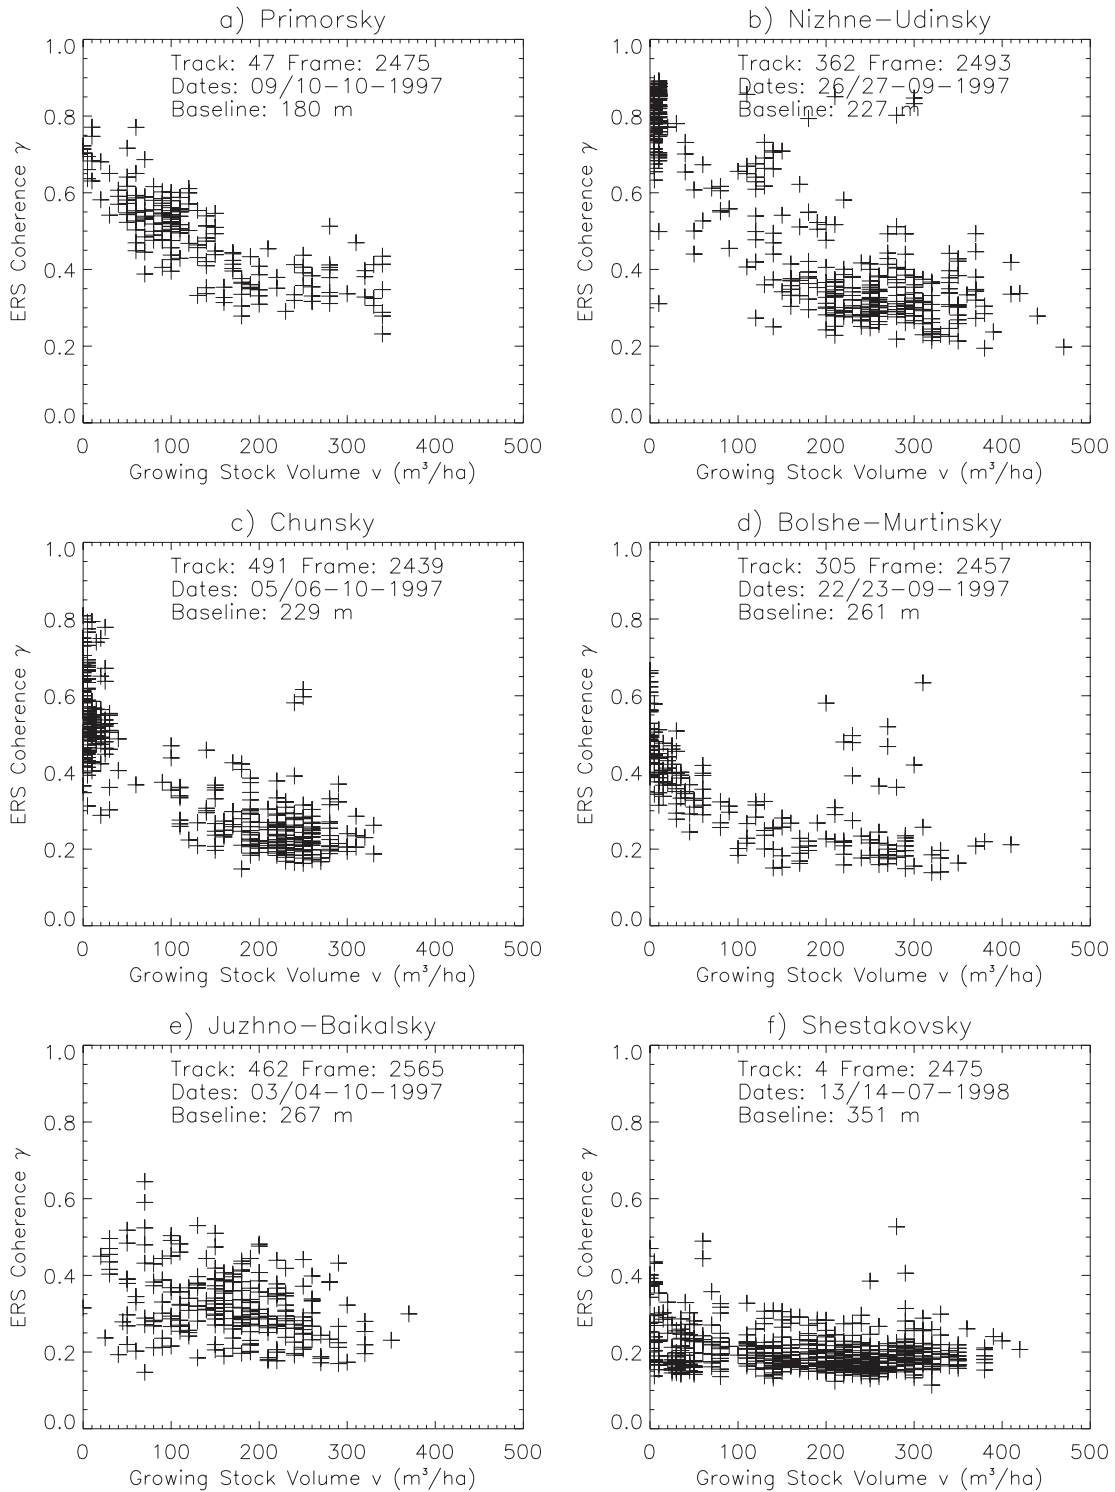 a) Primorsky
1.0
Track: 47 Frame: 2475
Dates: 09/10-10-1997
Baseline: 180 m
0.8
0.6
0.4
0.2
0.0
ERS Coherence γ
0 100 200 300 400 500
Growing Stock Volume v (m³/ha)
b) Nizhne-Udinsky
1.0
Track: 362 Frame: 2493
Dates: 26/27-09-1997
Baseline: 227 m
0.8
0.6
0.4
0.2
0.0
ERS Coherence γ
0 100 200 300 400 500
Growing Stock Volume v (m³/ha)
c) Chunsky
1.0
Track: 491 Frame: 2439
Dates: 05/06-10-1997
Baseline: 229 m
0.8
0.6
0.4
0.2
0.0
ERS Coherence γ
0 100 200 300 400 500
Growing Stock Volume v (m³/ha)
d) Bolshe-Murtinsky
1.0
Track: 305 Frame: 2457
Dates: 22/23-09-1997
Baseline: 261 m
0.8
0.6
0.4
0.2
0.0
ERS Coherence γ
0 100 200 300 400 500
Growing Stock Volume v (m³/ha)
e) Juzhno-Baikalsky
1.0
Track: 462 Frame: 2565
Dates: 03/04-10-1997
Baseline: 267 m
0.8
0.6
0.4
0.2
0.0
ERS Coherence γ
0 100 200 300 400 500
Growing Stock Volume v (m³/ha)
f) Shestakovsky
1.0
Track: 4 Frame: 2475
Dates: 13/14-07-1998
Baseline: 351 m
0.8
0.6
0.4
0.2
0.0
ERS Coherence γ
0 100 200 300 400 500
Growing Stock Volume v (m³/ha)